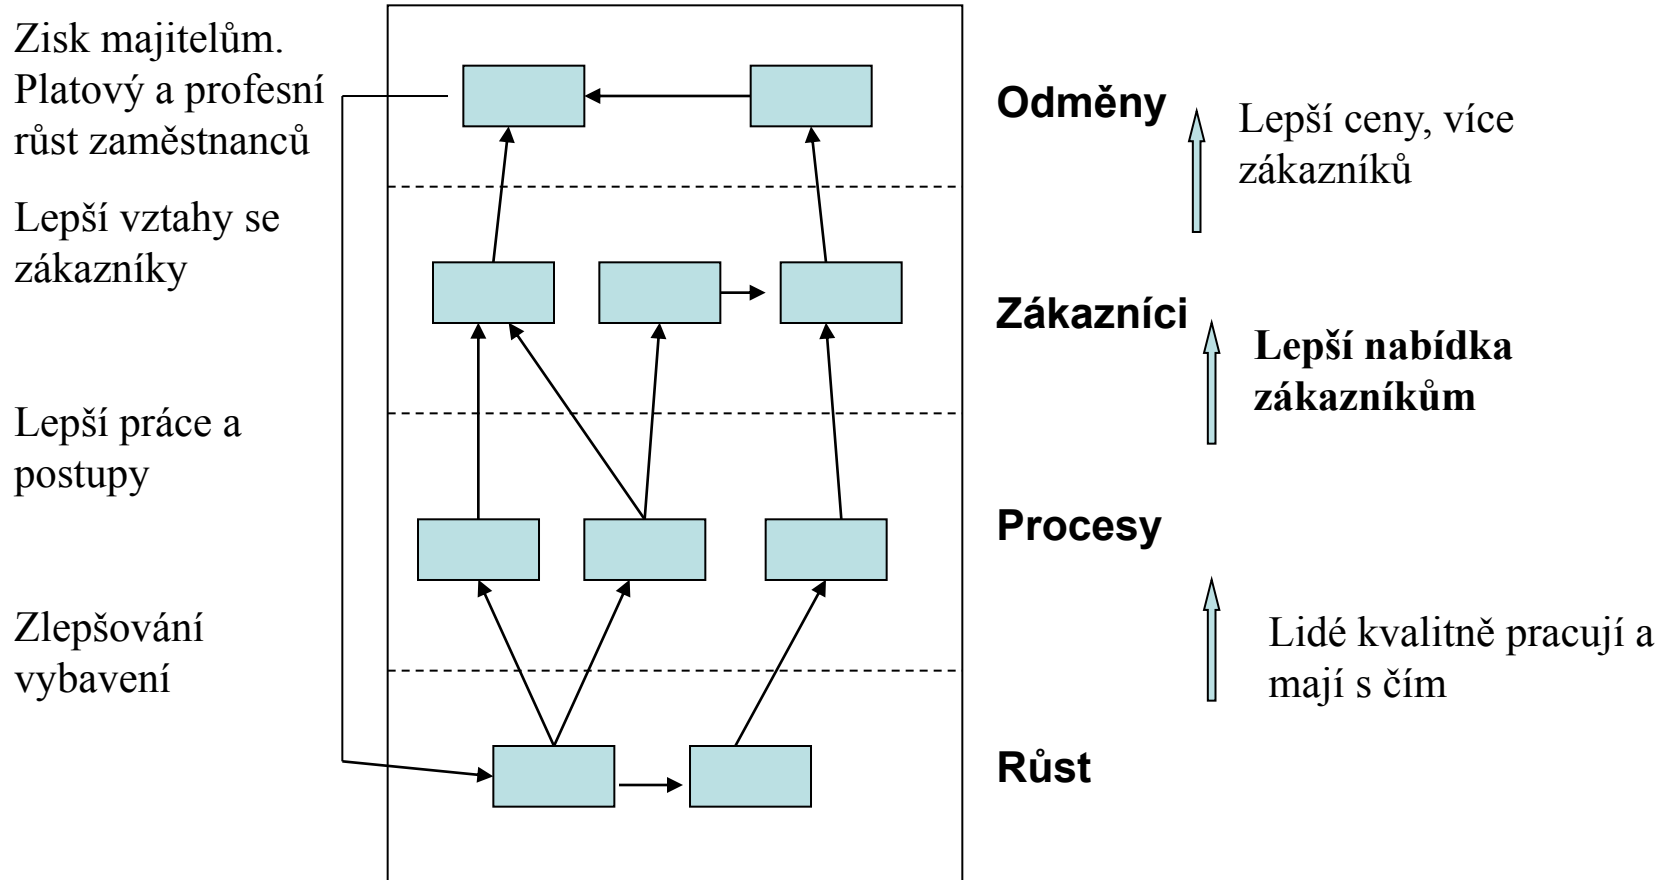 Zisk majitelům.
Platový a profesní
růst zaměstnanců
Lepší vztahy se
zákazníky
Lepší práce a
postupy
Zlepšování
vybavení
Odměny
Zákazníci
Procesy
Růst
Lepší ceny, více
zákazníků
Lepší nabídka
zákazníkům
Lidé kvalitně pracují a
mají s čím